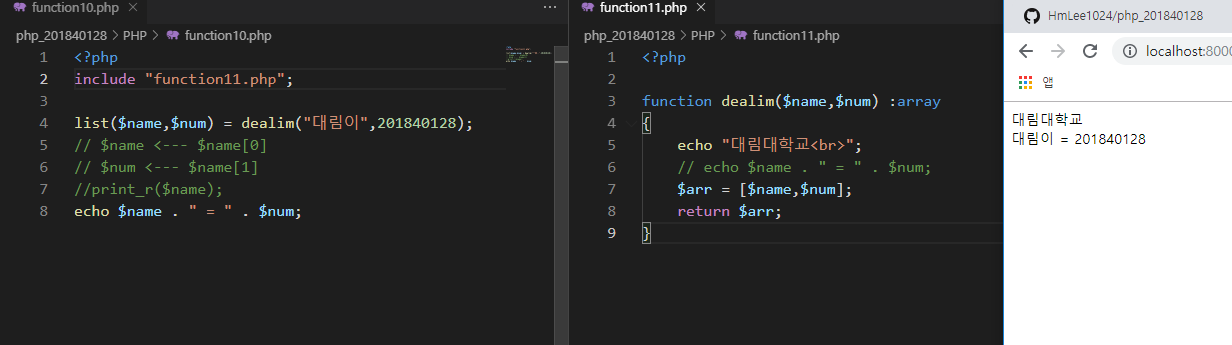 function10.php
php_201840128 > PHP > function10.php
1 <?php
2 include "function11.php";
3
4 list($name,$num) = dealim("대림이",201840128);
5 // $name <--- $name[0]
6 // $num <--- $name[1]
7 //print_r($name);
8 echo $name . " = " . $num;
function11.php
php_201840128 > PHP > function11.php
1 <?php
2
3 function dealim($name,$num) :array
4 {
5 echo "대림대학교<br>";
6 // echo $name . " = " . $num;
7 $arr = [$name,$num];
8 return $arr;
9 }
HmLee1024/php_201840128
localhost:8000
앱
대림대학교
대림이 = 201840128